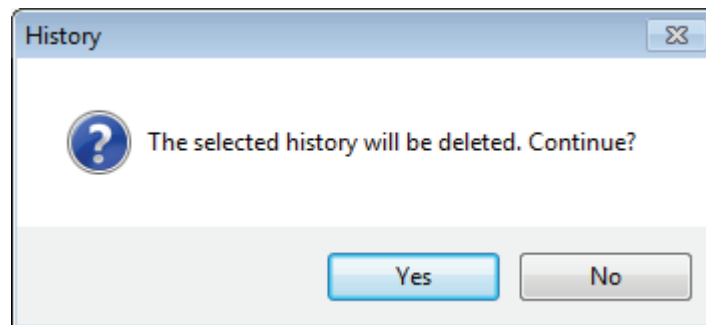 History
The selected history will be deleted. Continue?
Yes
No